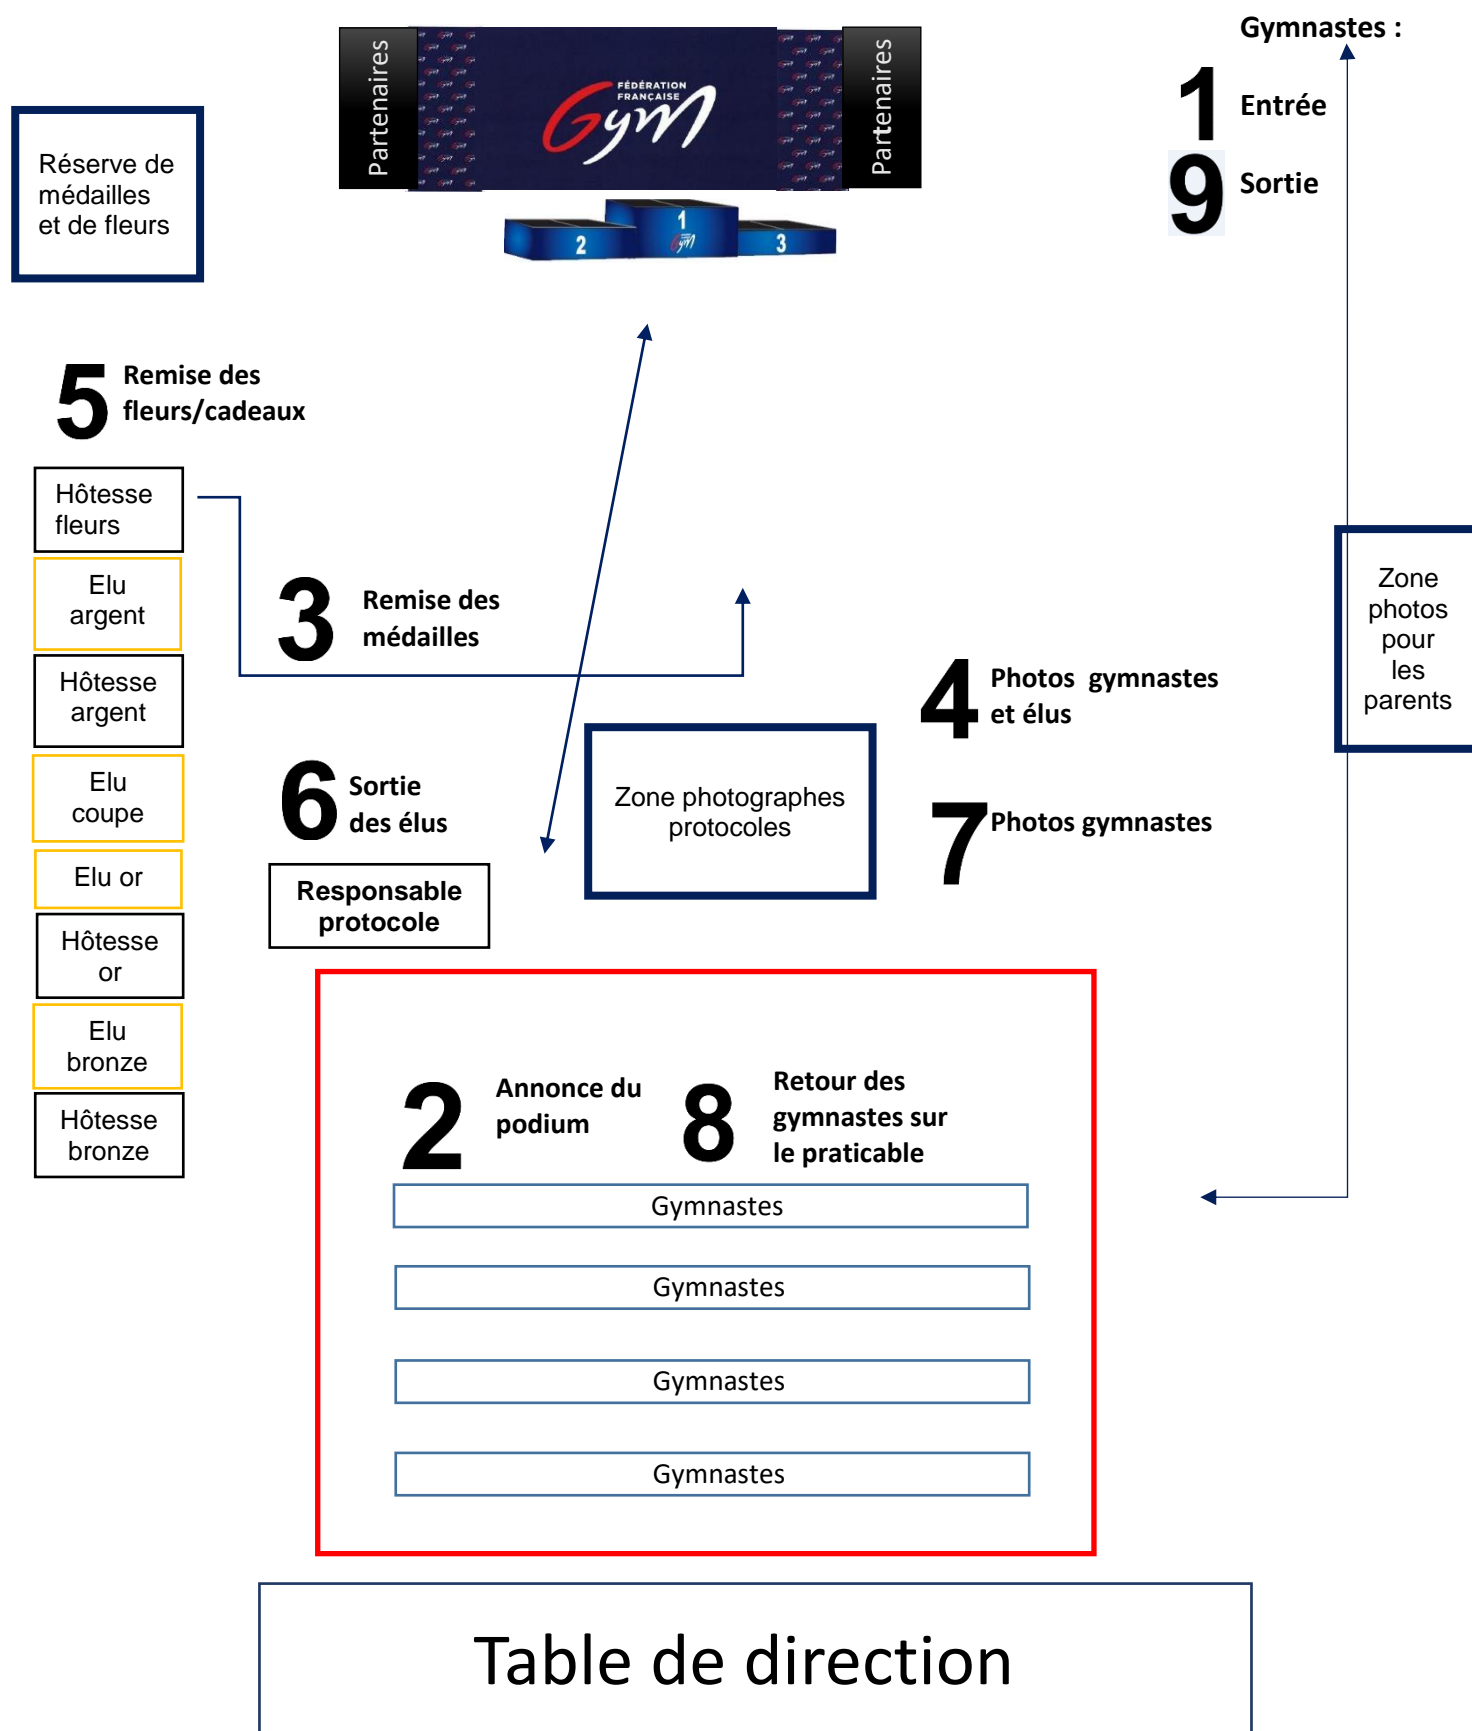 Gymnastes :
1 Entrée
9 Sortie
Partenaires
FÉDÉRATION
FRANÇAISE
Gym
Partenaires
1
Gym
2
3
Réserve de
médailles
et de fleurs
5 Remise des
fleurs/cadeaux
Hôtesse
fleurs
Elu
argent
Hôtesse
argent
Elu
coupe
Elu or
Hôtesse
or
Elu
bronze
Hôtesse
bronze
3 Remise des
médailles
4 Photos gymnastes
et élus
Zone
photos
pour
les
parents
6 Sortie
des élus
Responsable
protocole
Zone photographes
protocoles
7 Photos gymnastes
2 Annonce du
podium
8 Retour des
gymnastes sur
le praticable
Gymnastes
Gymnastes
Gymnastes
Gymnastes
Table de direction